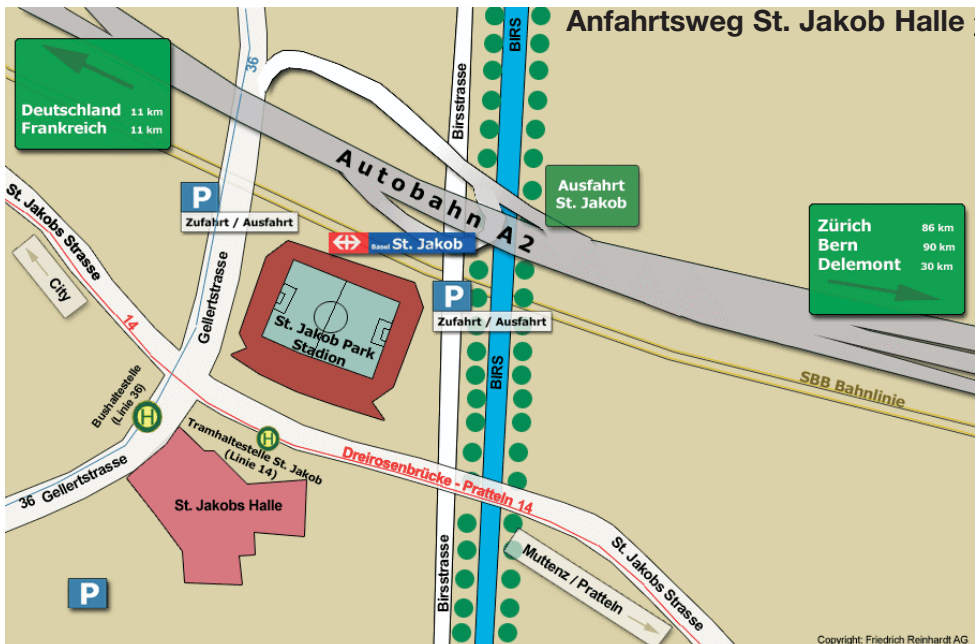 Anfahrtsweg St. Jakob Halle
BIRS
36
Birsstrasse
Deutschland 11 km
Frankreich 11 km
Autobahn A2
Ausfahrt
St. Jakob
P
Zufahrt / Ausfahrt
St. Jakobs Strasse
Zürich 86 km
Bern 90 km
Delemont 30 km
Basel St. Jakob
City
Gellertstrasse
P
Zufahrt / Ausfahrt
14
St. Jakob Park
Stadion
BIRS
SBB Bahnlinie
Bushaltestelle
(Linie 36)
H
H
Tramhaltestelle St. Jakob
(Linie 14)
Dreirosenbrücke - Pratteln 14
36 Gellertstrasse
St. Jakobs Halle
St. Jakobs Strasse
Muttenz / Pratteln
Birsstrasse
P
Copyright: Friedrich Reinhardt AG